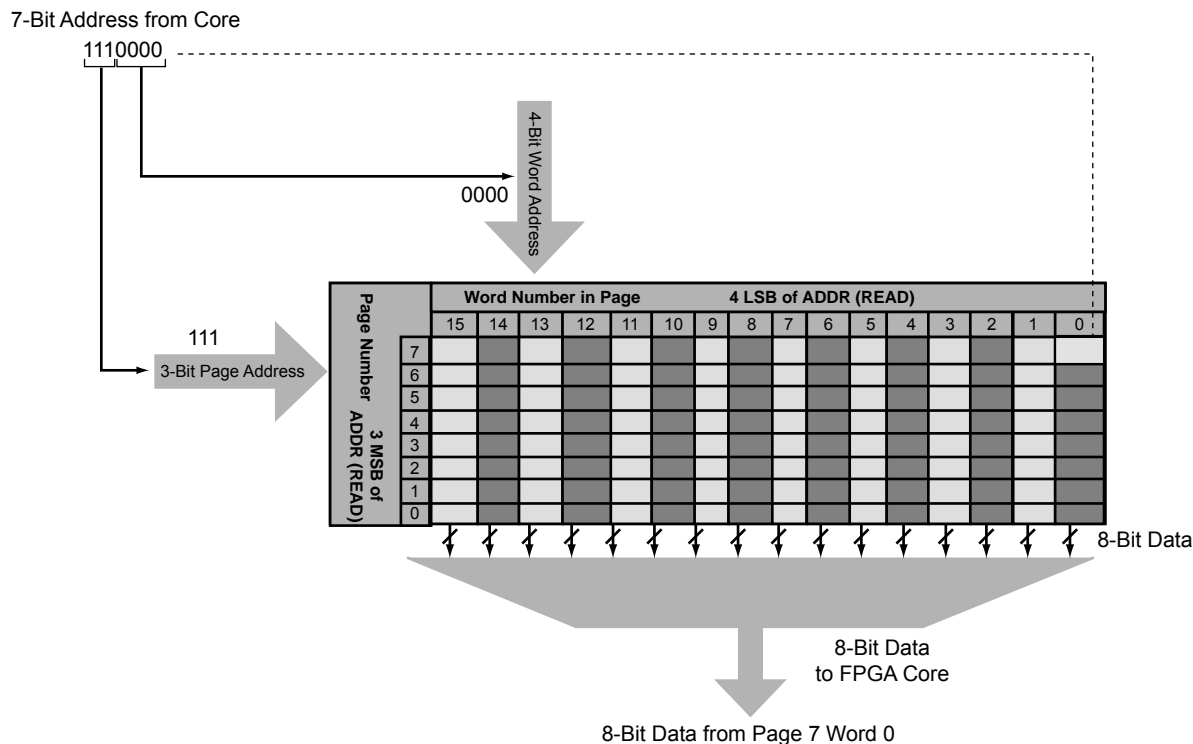 7-Bit Address from Core
1110000
4-Bit Word Address
0000
111
3-Bit Page Address
Page Number
3 MSB of
ADDR (READ)
Word Number in Page 4 LSB of ADDR (READ)
15 14 13 12 11 10 9 8 7 6 5 4 3 2 1 0
7
6
5
4
3
2
1
0
8-Bit Data
8-Bit Data
to FPGA Core
8-Bit Data from Page 7 Word 0